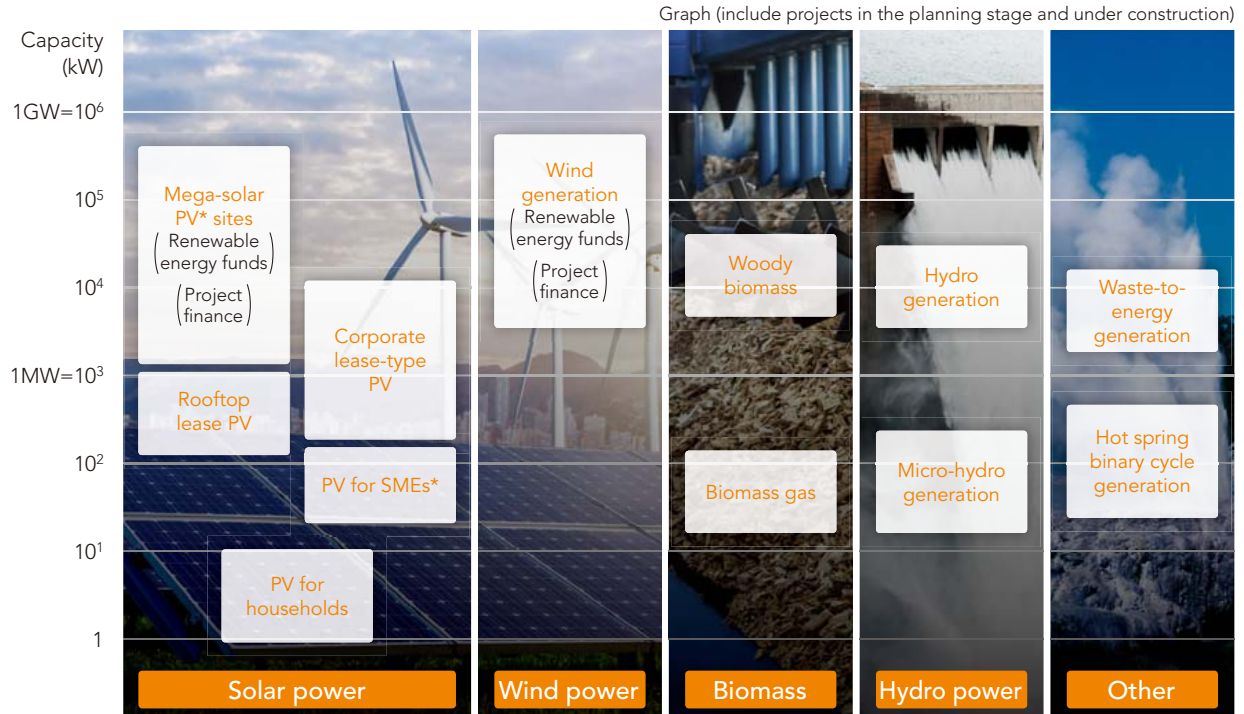 Graph (include projects in the planning stage and under construction)
Capacity
(kW)
1GW=10⁶
10⁵
10⁴
1MW=10³
10²
10¹
1
Mega-solar
PV* sites
(Renewable
energy funds)
(Project
finance)
Rooftop
lease PV
Corporate
lease-type
PV
PV for SMEs*
PV for
households
Solar power
Wind
generation
(Renewable
energy funds)
(Project
finance)
Wind power
Woody
biomass
Biomass gas
Biomass
Hydro
generation
Micro-hydro
generation
Hydro power
Waste-to-
energy
generation
Hot spring
binary cycle
generation
Other